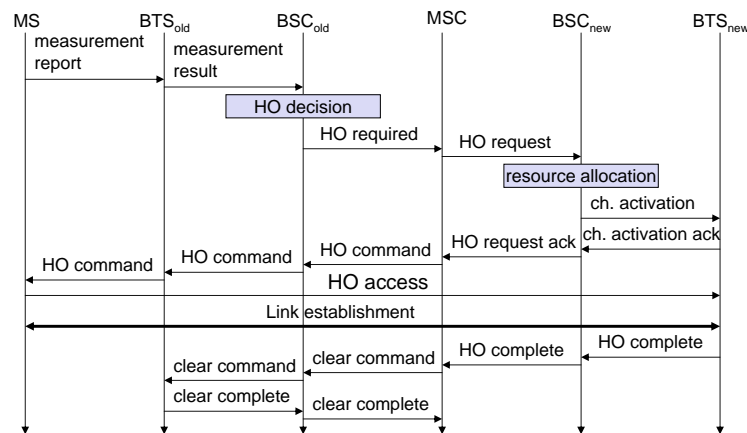 MS BTSold BSCold MSC BSCnew BTSnew
measurement
report
measurement
result
HO decision
HO required
HO request
resource allocation
ch. activation
ch. activation ack
HO request ack
HO command
HO command
HO command
HO access
Link establishment
HO complete
HO complete
clear command
clear command
clear complete
clear complete